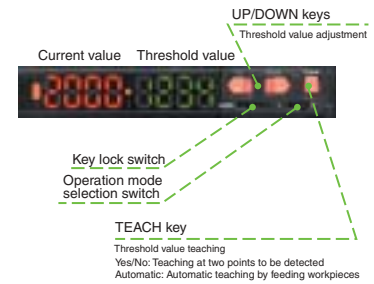 UP/DOWN keys
Threshold value adjustment
Current value
Threshold value
2000
Key lock switch
Operation mode
selection switch
TEACH key
Threshold value teaching
Yes/No: Teaching at two points to be detected
Automatic: Automatic teaching by feeding workpieces